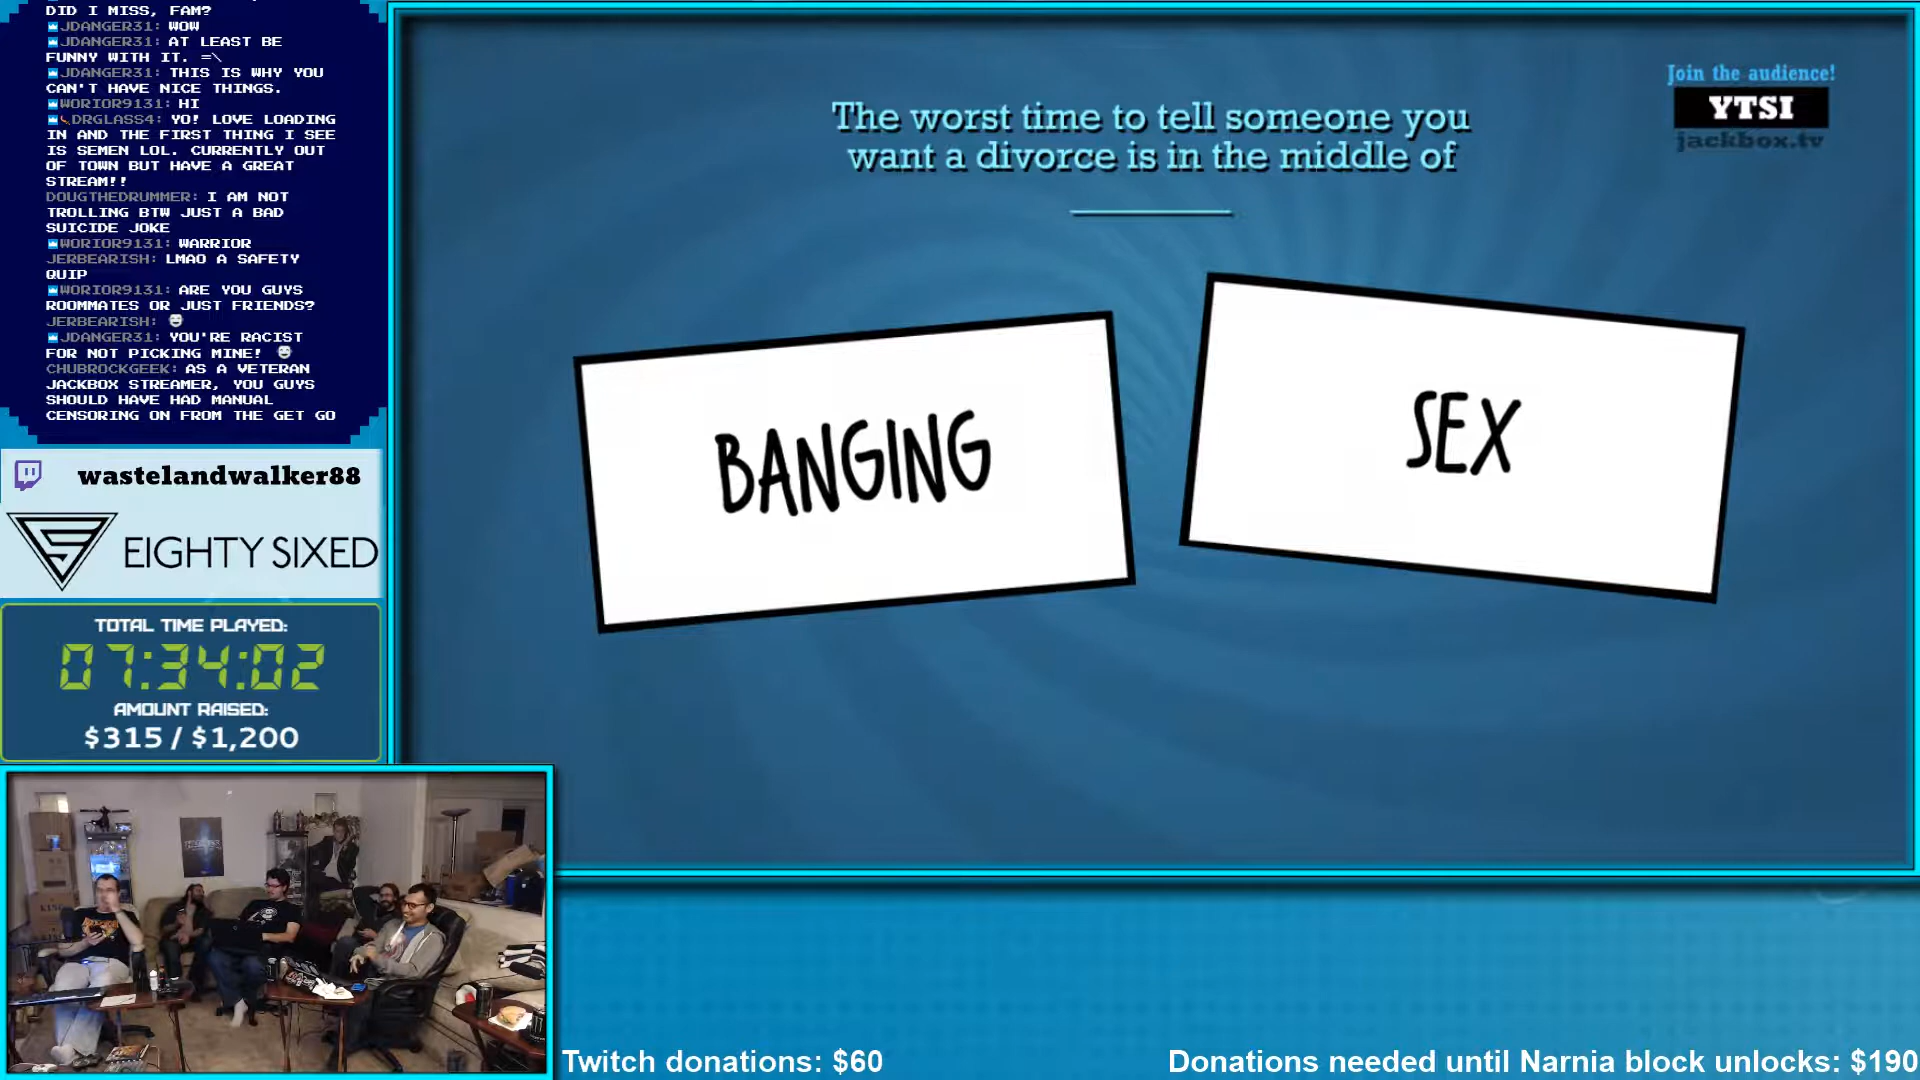 DID I MISS, FAM?
JDANGER31: WOW
JDANGER31: AT LEAST BE
FUNNY WITH IT. =\
JDANGER31: THIS IS WHY YOU
CAN'T HAVE NICE THINGS.
WORIOR9131: HI
DRGLASS4: YO! LOVE LOADING
IN AND THE FIRST THING I SEE
IS SEMEN LOL. CURRENTLY OUT
OF TOWN BUT HAVE A GREAT
STREAM!!
DOUGTHEDRUMMER: I AM NOT
TROLLING BTW JUST A BAD
SUICIDE JOKE
WORIOR9131: WARRIOR
JERBEARISH: LMAO A SAFETY
QUIP
WORIOR9131: ARE YOU GUYS
ROOMMATES OR JUST FRIENDS?
JERBEARISH:
JDANGER31: YOU'RE RACIST
FOR NOT PICKING MINE!
CHUBROCKGEEK: AS A VETERAN
JACKBOX STREAMER, YOU GUYS
SHOULD HAVE HAD MANUAL
CENSORING ON FROM THE GET GO
wastelandwalker88
EIGHTY SIXED
TOTAL TIME PLAYED:
07:34:02
AMOUNT RAISED:
$315 / $1,200
The worst time to tell someone you
want a divorce is in the middle of
Join the audience!
YTSI
jackbox.tv
BANGING
SEX
Twitch donations: $60
Donations needed until Narnia block unlocks: $190